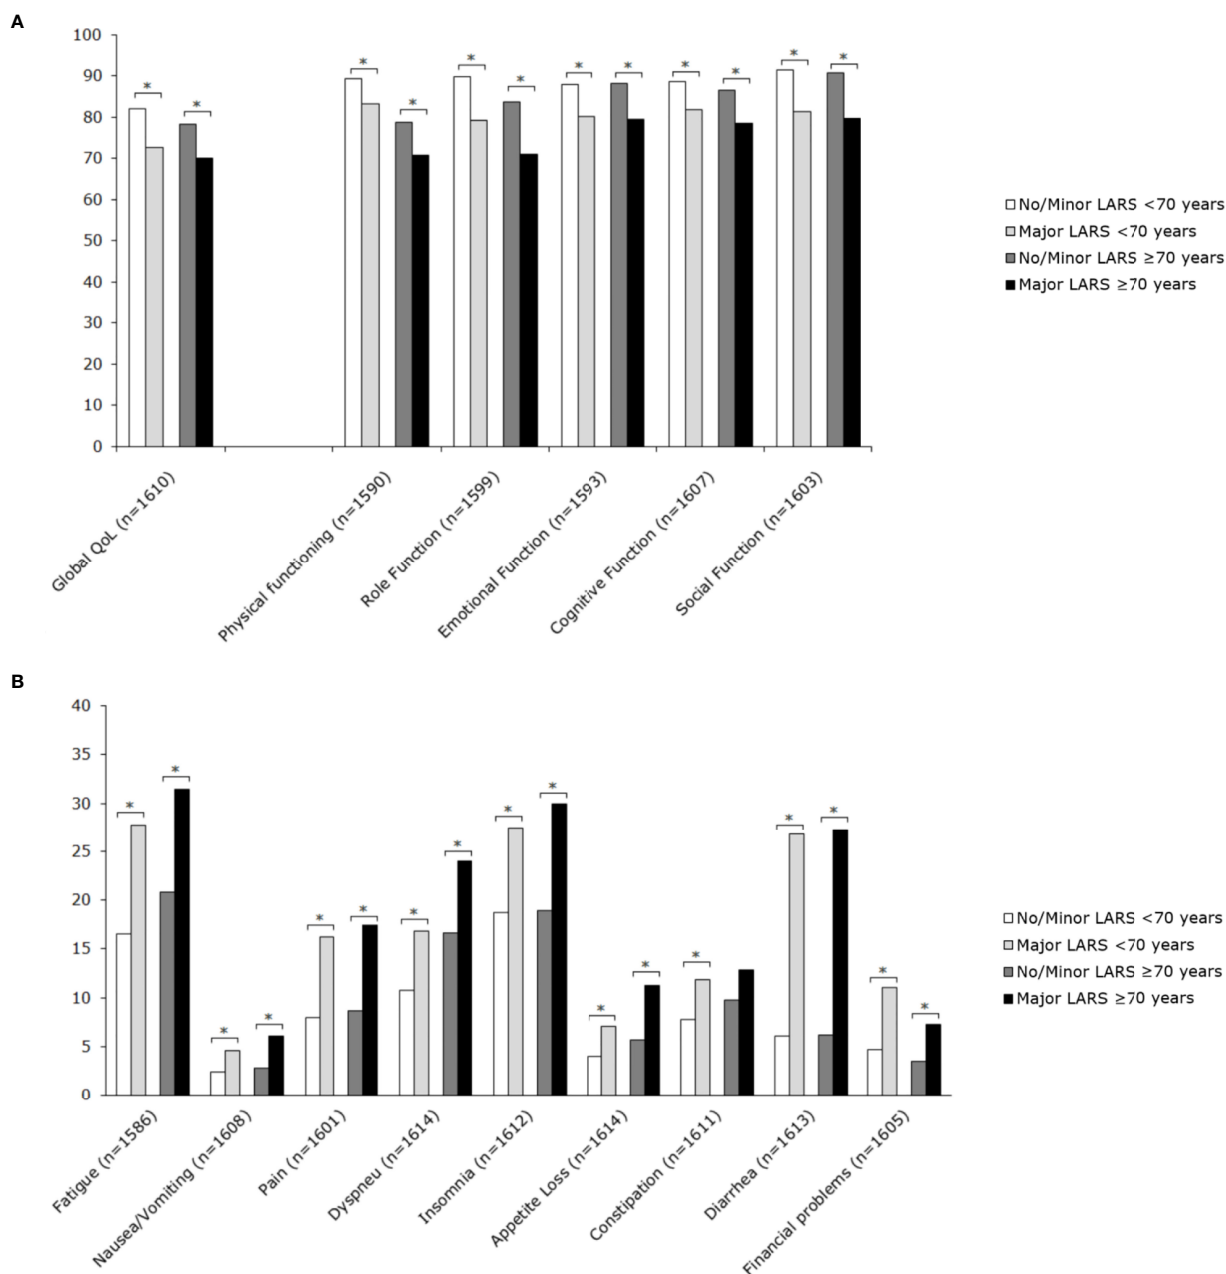 A
100
90
80
70
60
50
40
30
20
10
0
* * * * * * * * * * * *
Global QoL (n=1610)
Physical functioning (n=1590)
Role Function (n=1599)
Emotional Function (n=1593)
Cognitive Function (n=1607)
Social Function (n=1603)
No/Minor LARS <70 years
Major LARS <70 years
No/Minor LARS ≥70 years
Major LARS ≥70 years
B
40
35
30
25
20
15
10
5
0
* * * * * * * * * * * * * * * * *
Fatigue (n=1586)
Nausea/Vomiting (n=1608)
Pain (n=1601)
Dyspneu (n=1614)
Insomnia (n=1612)
Appetite Loss (n=1614)
Constipation (n=1611)
Diarrhea (n=1613)
Financial problems (n=1605)
No/Minor LARS <70 years
Major LARS <70 years
No/Minor LARS ≥70 years
Major LARS ≥70 years